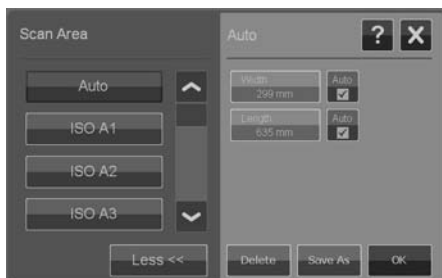 Scan Area
Auto
ISO A1
ISO A2
ISO A3
Less <<
Auto
?
X
Width
299 mm
Auto
Length
635 mm
Auto
Delete
Save As
OK